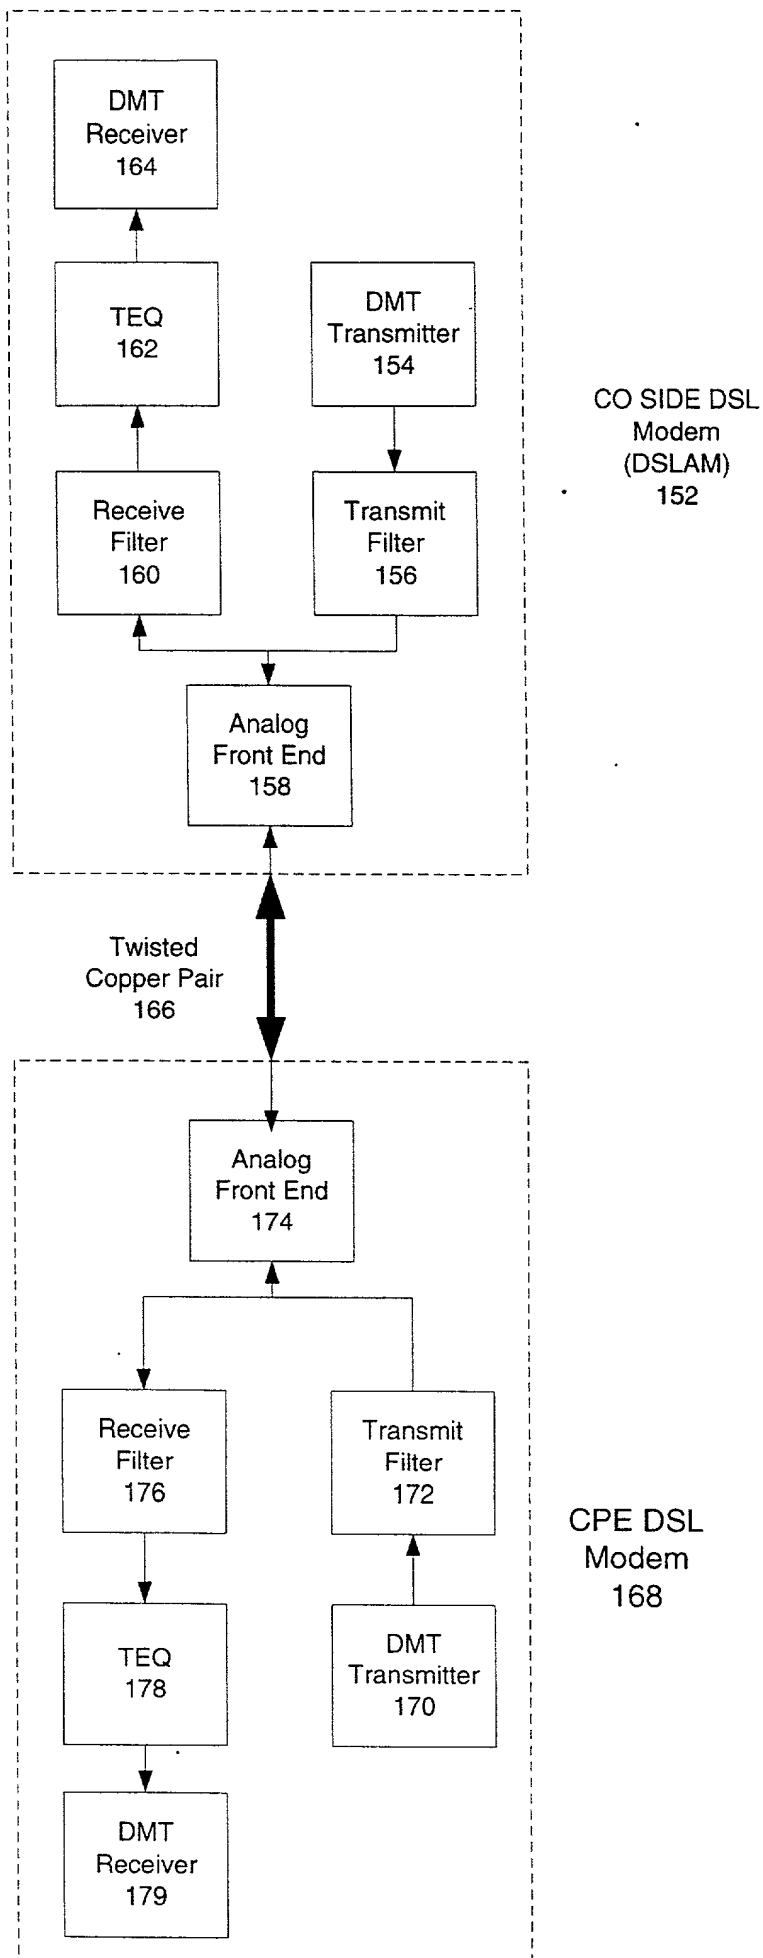 DMT
Receiver
164
TEQ
162
DMT
Transmitter
154
CO SIDE DSL
Modem
(DSLAM)
152
Receive
Filter
160
Transmit
Filter
156
Analog
Front End
158
Twisted
Copper Pair
166
Analog
Front End
174
Receive
Filter
176
Transmit
Filter
172
CPE DSL
Modem
168
TEQ
178
DMT
Transmitter
170
DMT
Receiver
179